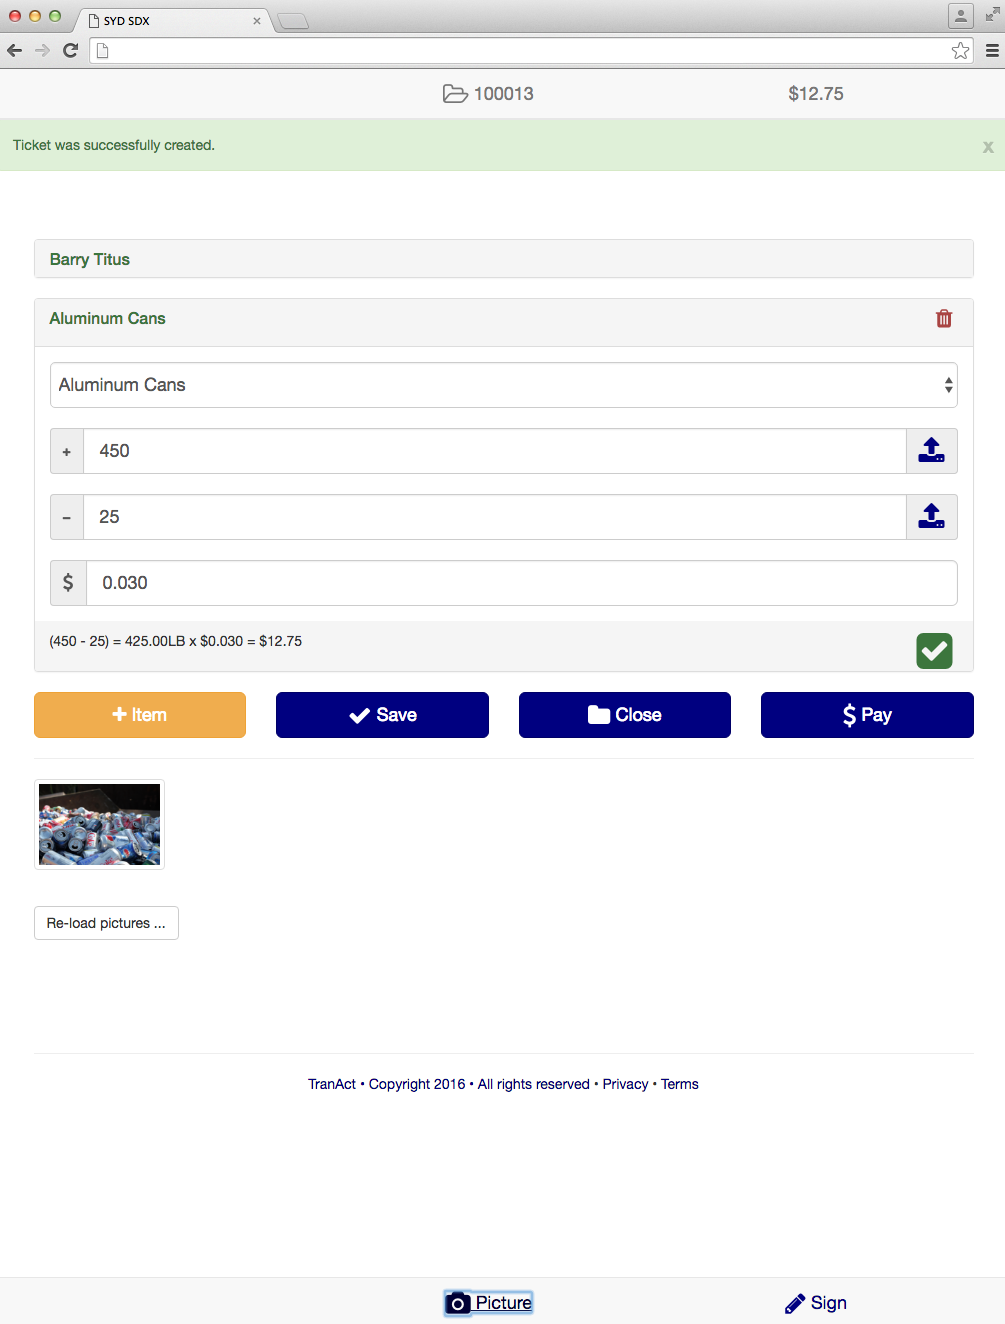 SYD SDX
100013 $12.75
Ticket was successfully created. x
Barry Titus
Aluminum Cans
Aluminum Cans
+ 450
- 25
$ 0.030
(450 - 25) = 425.00LB x $0.030 = $12.75
+ Item Save Close $ Pay
Re-load pictures ...
TranAct • Copyright 2016 • All rights reserved • Privacy • Terms
Picture Sign